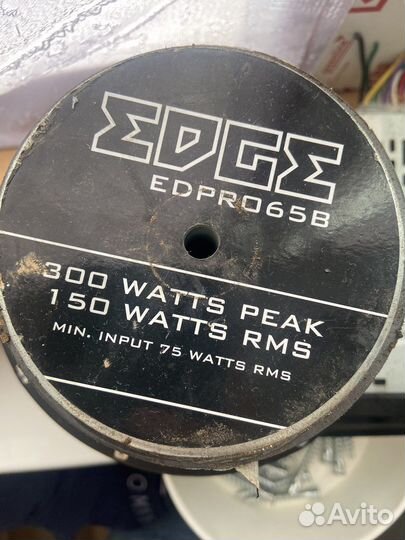 EDGE
EDPRO65B
300 WATTS PEAK
150 WATTS RMS
MIN. INPUT 75 WATTS RMS
Avito